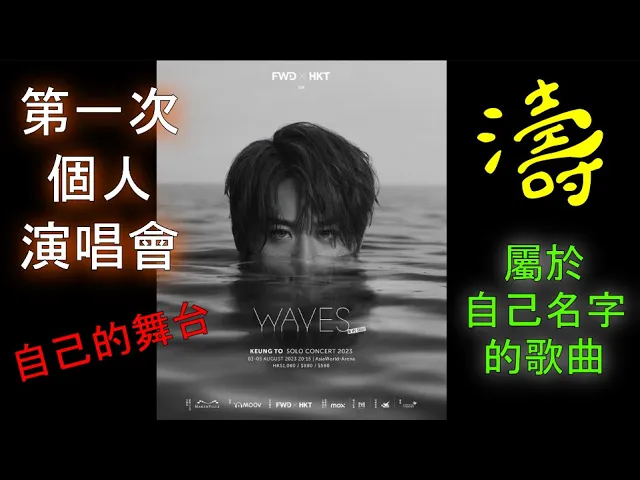 第一次
個人
演唱會
自己的舞台
FWD × HKT
WAVES
KEUNG TO SOLO CONCERT 2023
AsiaWorld-Arena
MOOV
FWD × HKT
mox
濤
屬於
自己名字
的歌曲